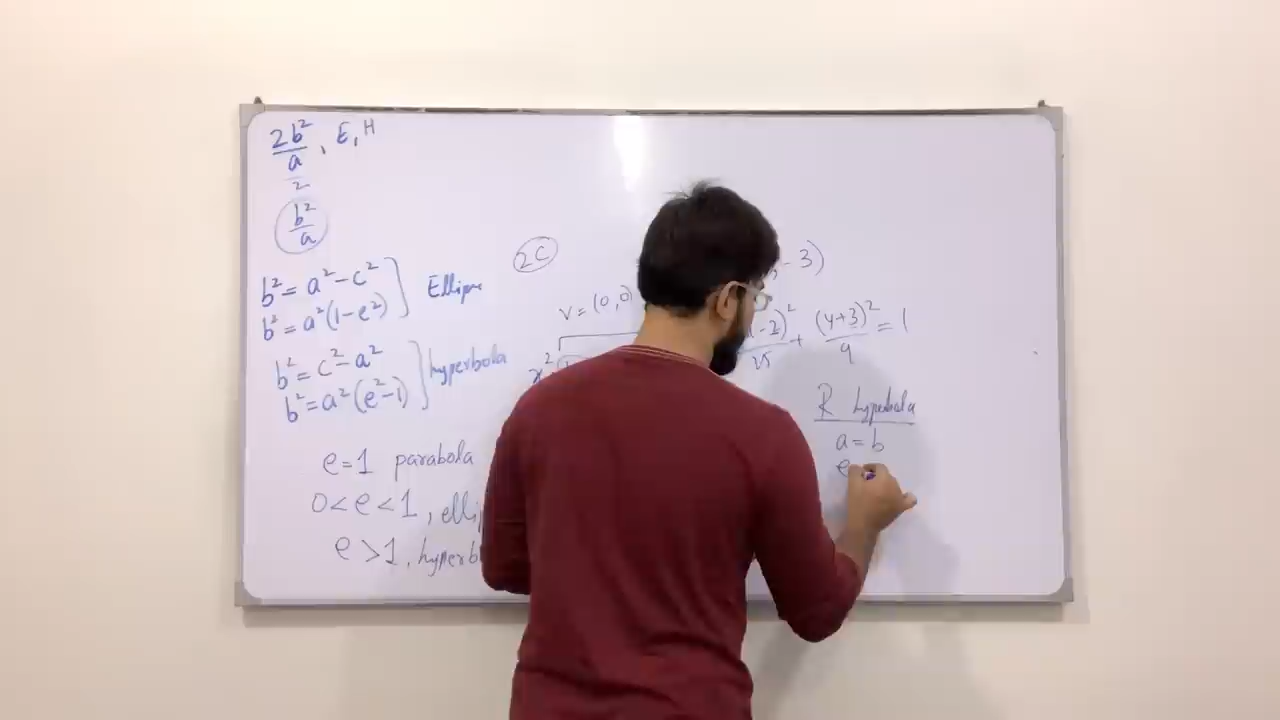 2b²/a , E, H
2
b²/a
b² = a² - c²
b² = a²(1 - e²)
Ellipse
b² = c² - a²
b² = a²(e² - 1)
hyperbola
e = 1 parabola
0 < e < 1 , elli
e > 1 , hyperb
2C
- 3)
V = (0,0)
x²
-2)²/25 + (y+3)²/9 = 1
R hyperbola
a = b
e